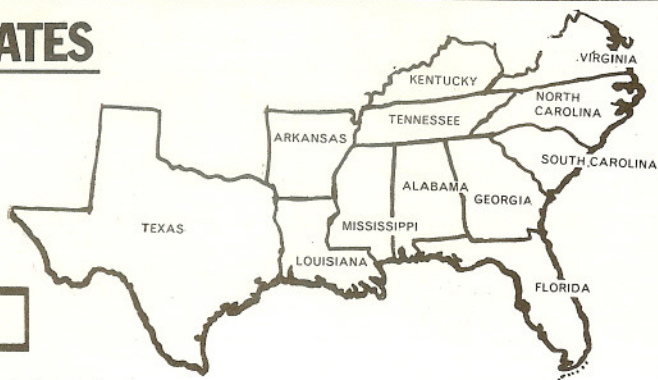 ATES
VIRGINIA
KENTUCKY
NORTH
CAROLINA
TENNESSEE
ARKANSAS
SOUTH CAROLINA
ALABAMA
GEORGIA
MISSISSIPPI
TEXAS
LOUISIANA
FLORIDA